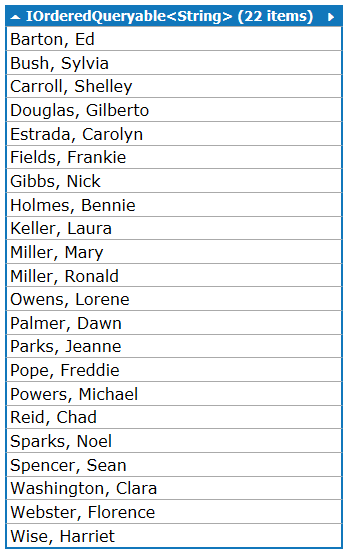 IOrderedQueryable<String> (22 items)
Barton, Ed
Bush, Sylvia
Carroll, Shelley
Douglas, Gilberto
Estrada, Carolyn
Fields, Frankie
Gibbs, Nick
Holmes, Bennie
Keller, Laura
Miller, Mary
Miller, Ronald
Owens, Lorene
Palmer, Dawn
Parks, Jeanne
Pope, Freddie
Powers, Michael
Reid, Chad
Sparks, Noel
Spencer, Sean
Washington, Clara
Webster, Florence
Wise, Harriet